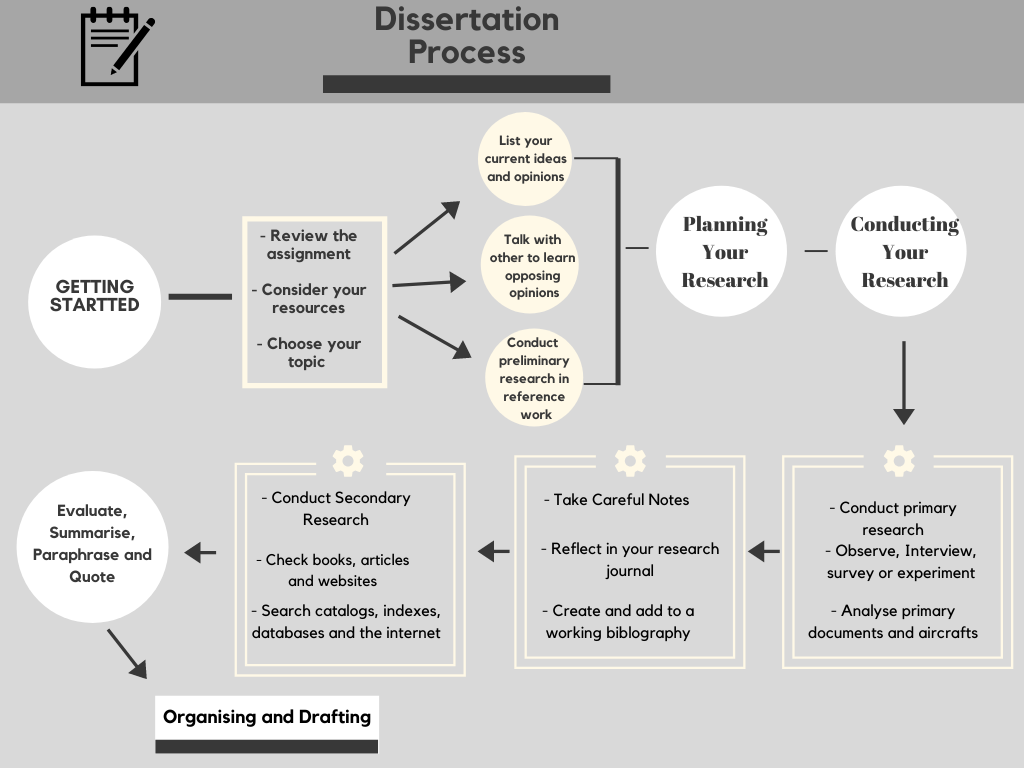 Dissertation
Process
GETTING
STARTTED
- Review the
assignment
- Consider your
resources
- Choose your
topic
List your
current ideas
and opinions
Talk with
other to learn
opposing
opinions
Conduct
preliminary
research in
reference
work
Planning
Your
Research
Conducting
Your
Research
- Conduct primary
research
- Observe, Interview,
survey or experiment
- Analyse primary
documents and aircrafts
- Take Careful Notes
- Reflect in your research
journal
- Create and add to a
working biblography
- Conduct Secondary
Research
- Check books, articles
and websites
- Search catalogs, indexes,
databases and the internet
Evaluate,
Summarise,
Paraphrase and
Quote
Organising and Drafting